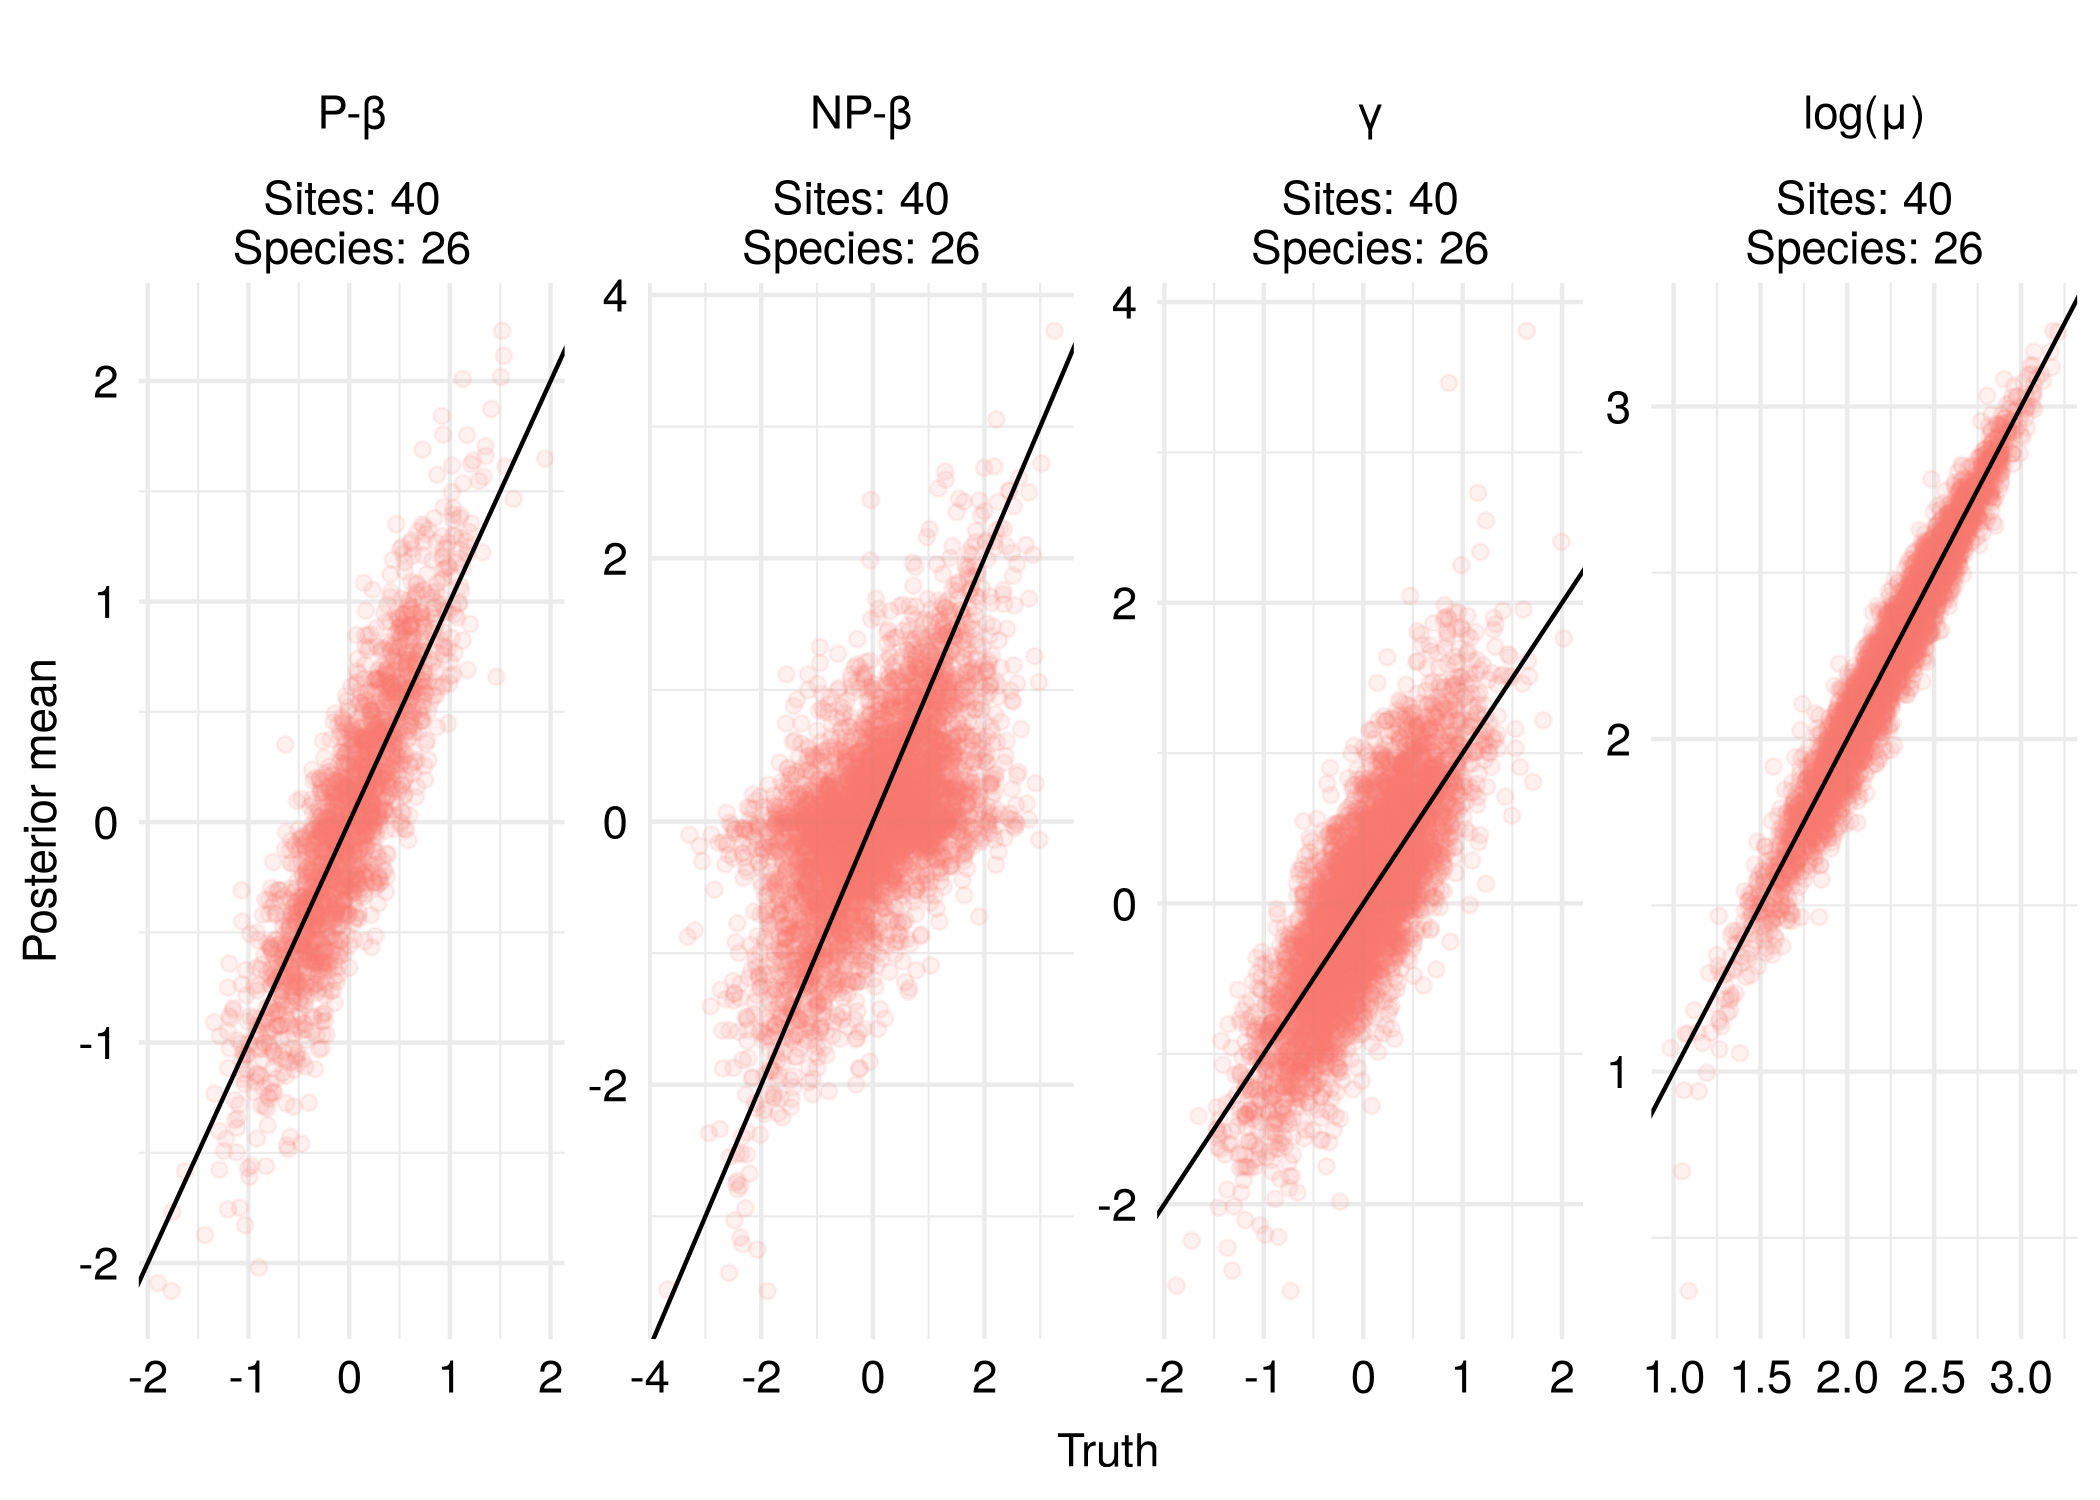 P-β
NP-β
γ
log(μ)
Sites: 40
Species: 26
Sites: 40
Species: 26
Sites: 40
Species: 26
Sites: 40
Species: 26
Posterior mean
2
1
0
-1
-2
4
2
0
-2
4
2
0
-2
3
2
1
-2 -1 0 1 2
-4 -2 0 2
-2 -1 0 1 2
1.0 1.5 2.0 2.5 3.0
Truth